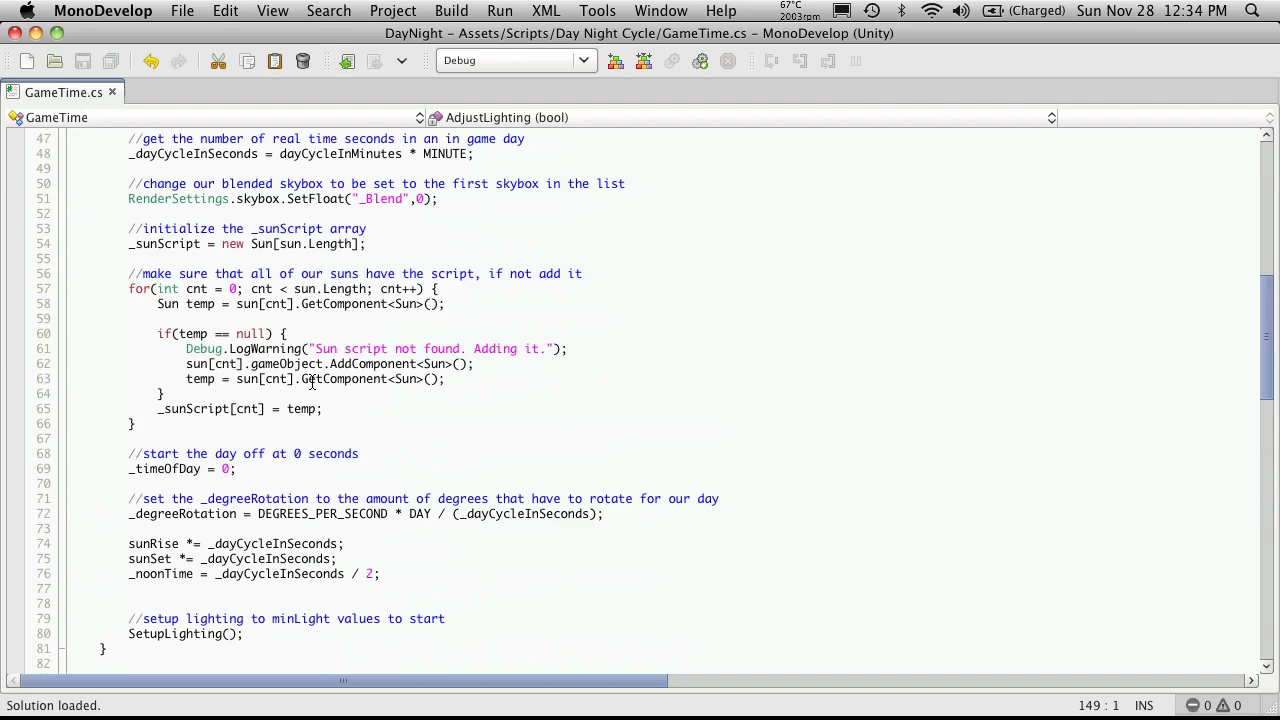 MonoDevelop File Edit View Search Project Run XML Tools Window Help 67°C 2003rpm (Charged) Sun Nov 28 12:34 PM
DayNight - Assets/Scripts/Day Night Cycle/GameTime.cs - MonoDevelop (Unity)
Debug
GameTime.cs
GameTime AdjustLighting (bool)
47 //get the number of real time seconds in an in game day
48 _dayCycleInSeconds = dayCycleInMinutes * MINUTE;
49
50 //change our blended skybox to be set to the first skybox in the list
51 RenderSettings.skybox.SetFloat("_Blend",0);
52
53 //initialize the _sunScript array
54 _sunScript = new Sun[sun.Length];
55
56 //make sure that all of our suns have the script, if not add it
57 for(int cnt = 0; cnt < sun.Length; cnt++) {
58 Sun temp = sun[cnt].GetComponent<Sun>();
59
60 if(temp == null) {
61 Debug.LogWarning("Sun script not found. Adding it.");
62 sun[cnt].gameObject.AddComponent<Sun>();
63 temp = sun[cnt].GetComponent<Sun>();
64 }
65 _sunScript[cnt] = temp;
66 }
67
68 //start the day off at 0 seconds
69 _timeOfDay = 0;
70
71 //set the _degreeRotation to the amount of degrees that have to rotate for our day
72 _degreeRotation = DEGREES_PER_SECOND * DAY / (_dayCycleInSeconds);
73
74 sunRise *= _dayCycleInSeconds;
75 sunSet *= _dayCycleInSeconds;
76 _noonTime = _dayCycleInSeconds / 2;
77
78
79 //setup lighting to minLight values to start
80 SetupLighting();
81 }
82
Solution loaded. 149 : 1 INS 0 0